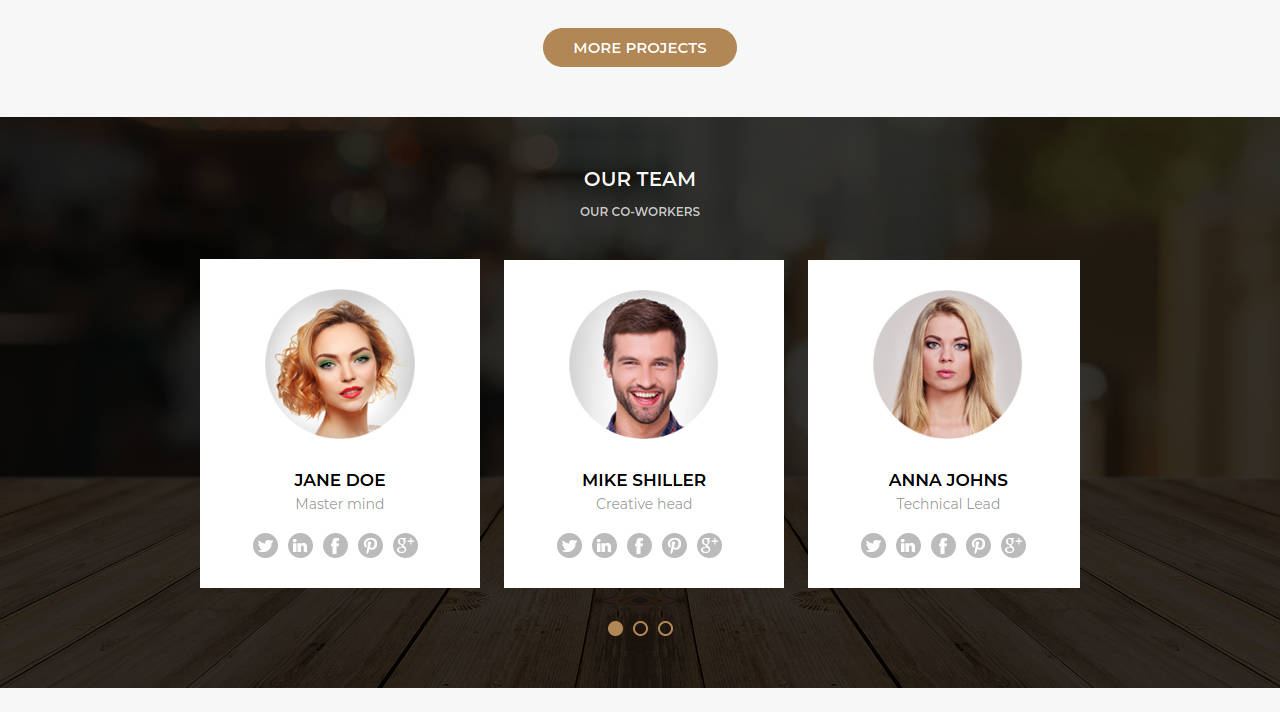 MORE PROJECTS
OUR TEAM
OUR CO-WORKERS
JANE DOE
Master mind
MIKE SHILLER
Creative head
ANNA JOHNS
Technical Lead